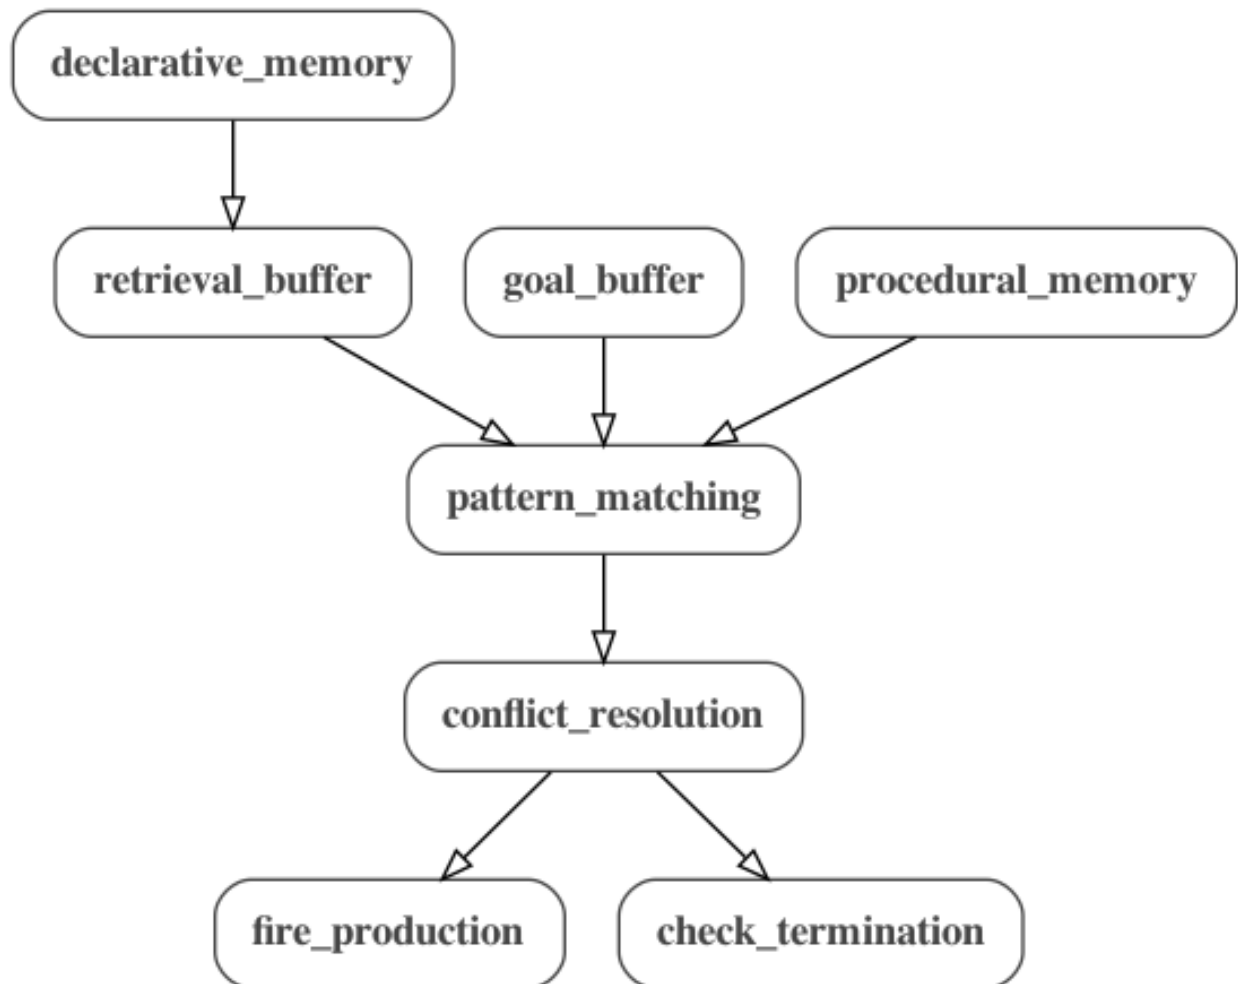 declarative_memory
retrieval_buffer
goal_buffer
procedural_memory
pattern_matching
conflict_resolution
fire_production
check_termination